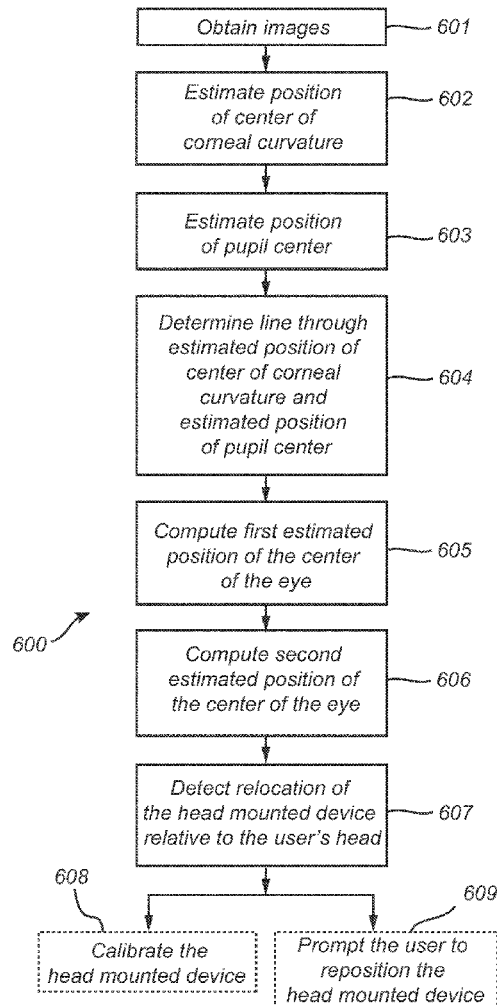 Obtain images
601
Estimate position
of center of
corneal curvature
602
Estimate position
of pupil center
603
Determine line through
estimated position of
center of corneal
curvature and
estimated position
of pupil center
604
Compute first estimated
position of the center
of the eye
605
600
Compute second
estimated position of
the center of the eye
606
Detect relocation of
the head mounted device
relative to the user's head
607
608
Calibrate the
head mounted device
609
Prompt the user to
reposition the
head mounted device